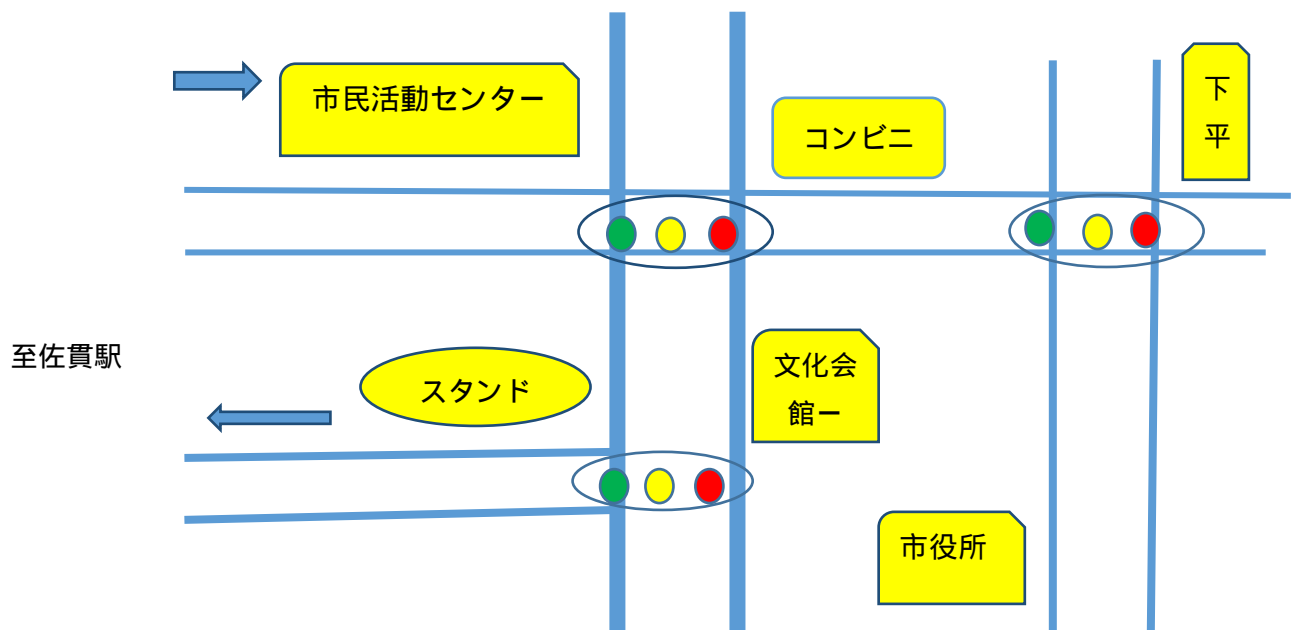 市民活動センター
コンビニ
下
平
至佐貫駅
スタンド
文化会
館ー
市役所